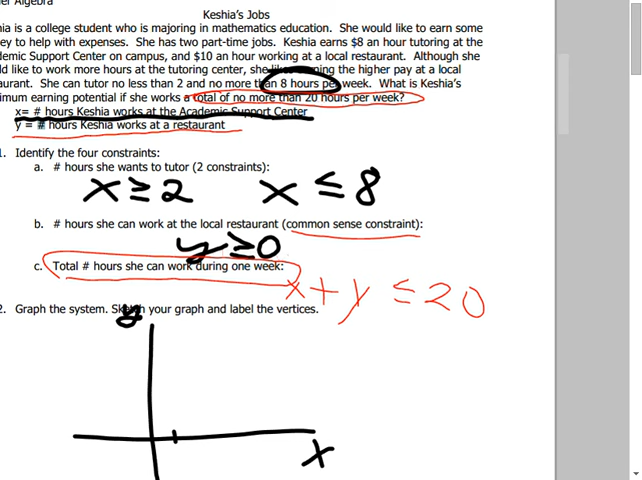 Algebra
Keshia's Jobs
is a college student who is majoring in mathematics education. She would like to earn some
to help with expenses. She has two part-time jobs. Keshia earns $8 an hour tutoring at the
Support Center on campus, and $10 an hour working at a local restaurant. Although she
like to work more hours at the tutoring center, she the higher pay at a local
She can tutor no less than 2 and no more than 8 hours per week. What is Keshia's
earning potential if she works a total of no more than 20 hours per week?
x= # hours Keshia works at the Academic Support Center
y = # hours Keshia works at a restaurant
1. Identify the four constraints:
a. # hours she wants to tutor (2 constraints):
x ≥ 2 x ≤ 8
b. # hours she can work at the local restaurant (common sense constraint):
y ≥ 0
c. Total # hours she can work during one week:
x + y ≤ 20
2. Graph the system. Sketch your graph and label the vertices.
y
x